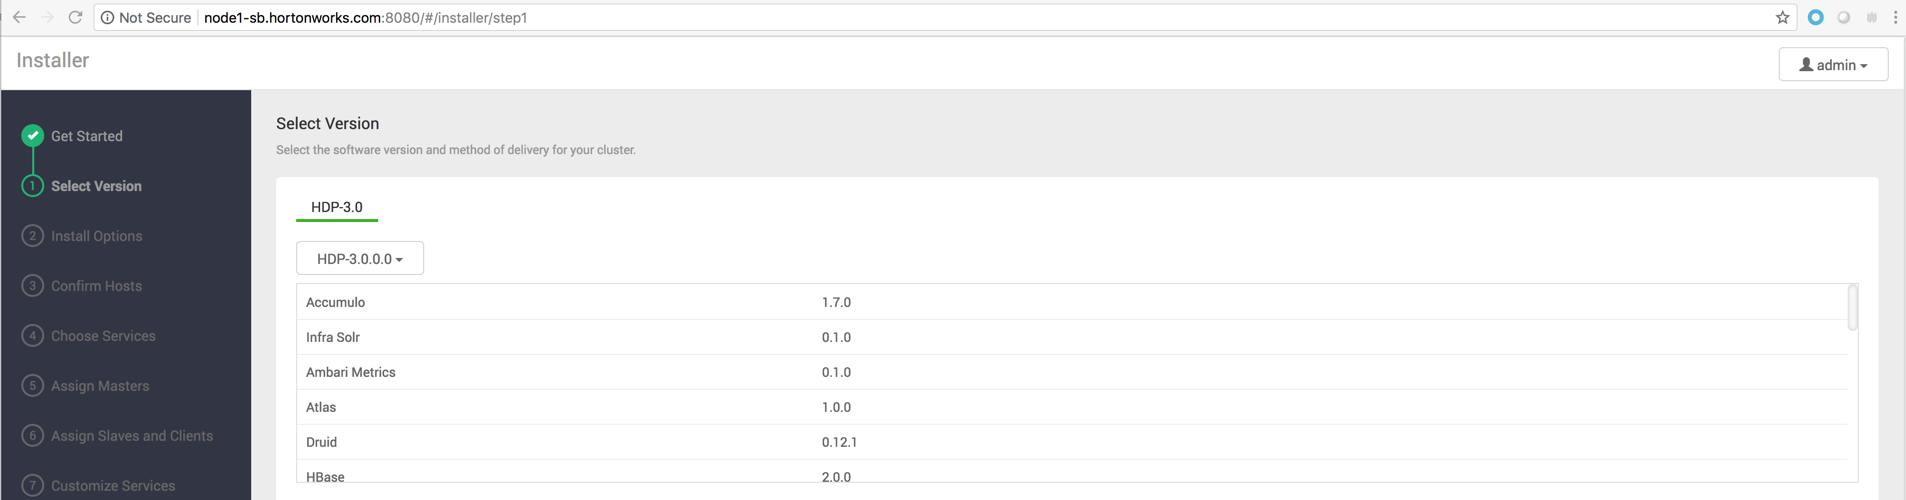 Not Secure node1-sb.hortonworks.com:8080/#/installer/step1
Installer
admin
Get Started
1 Select Version
2 Install Options
3 Confirm Hosts
4 Choose Services
5 Assign Masters
6 Assign Slaves and Clients
7 Customize Services
Select Version
Select the software version and method of delivery for your cluster.
HDP-3.0
HDP-3.0.0.0
Accumulo 1.7.0
Infra Solr 0.1.0
Ambari Metrics 0.1.0
Atlas 1.0.0
Druid 0.12.1
HBase 2.0.0